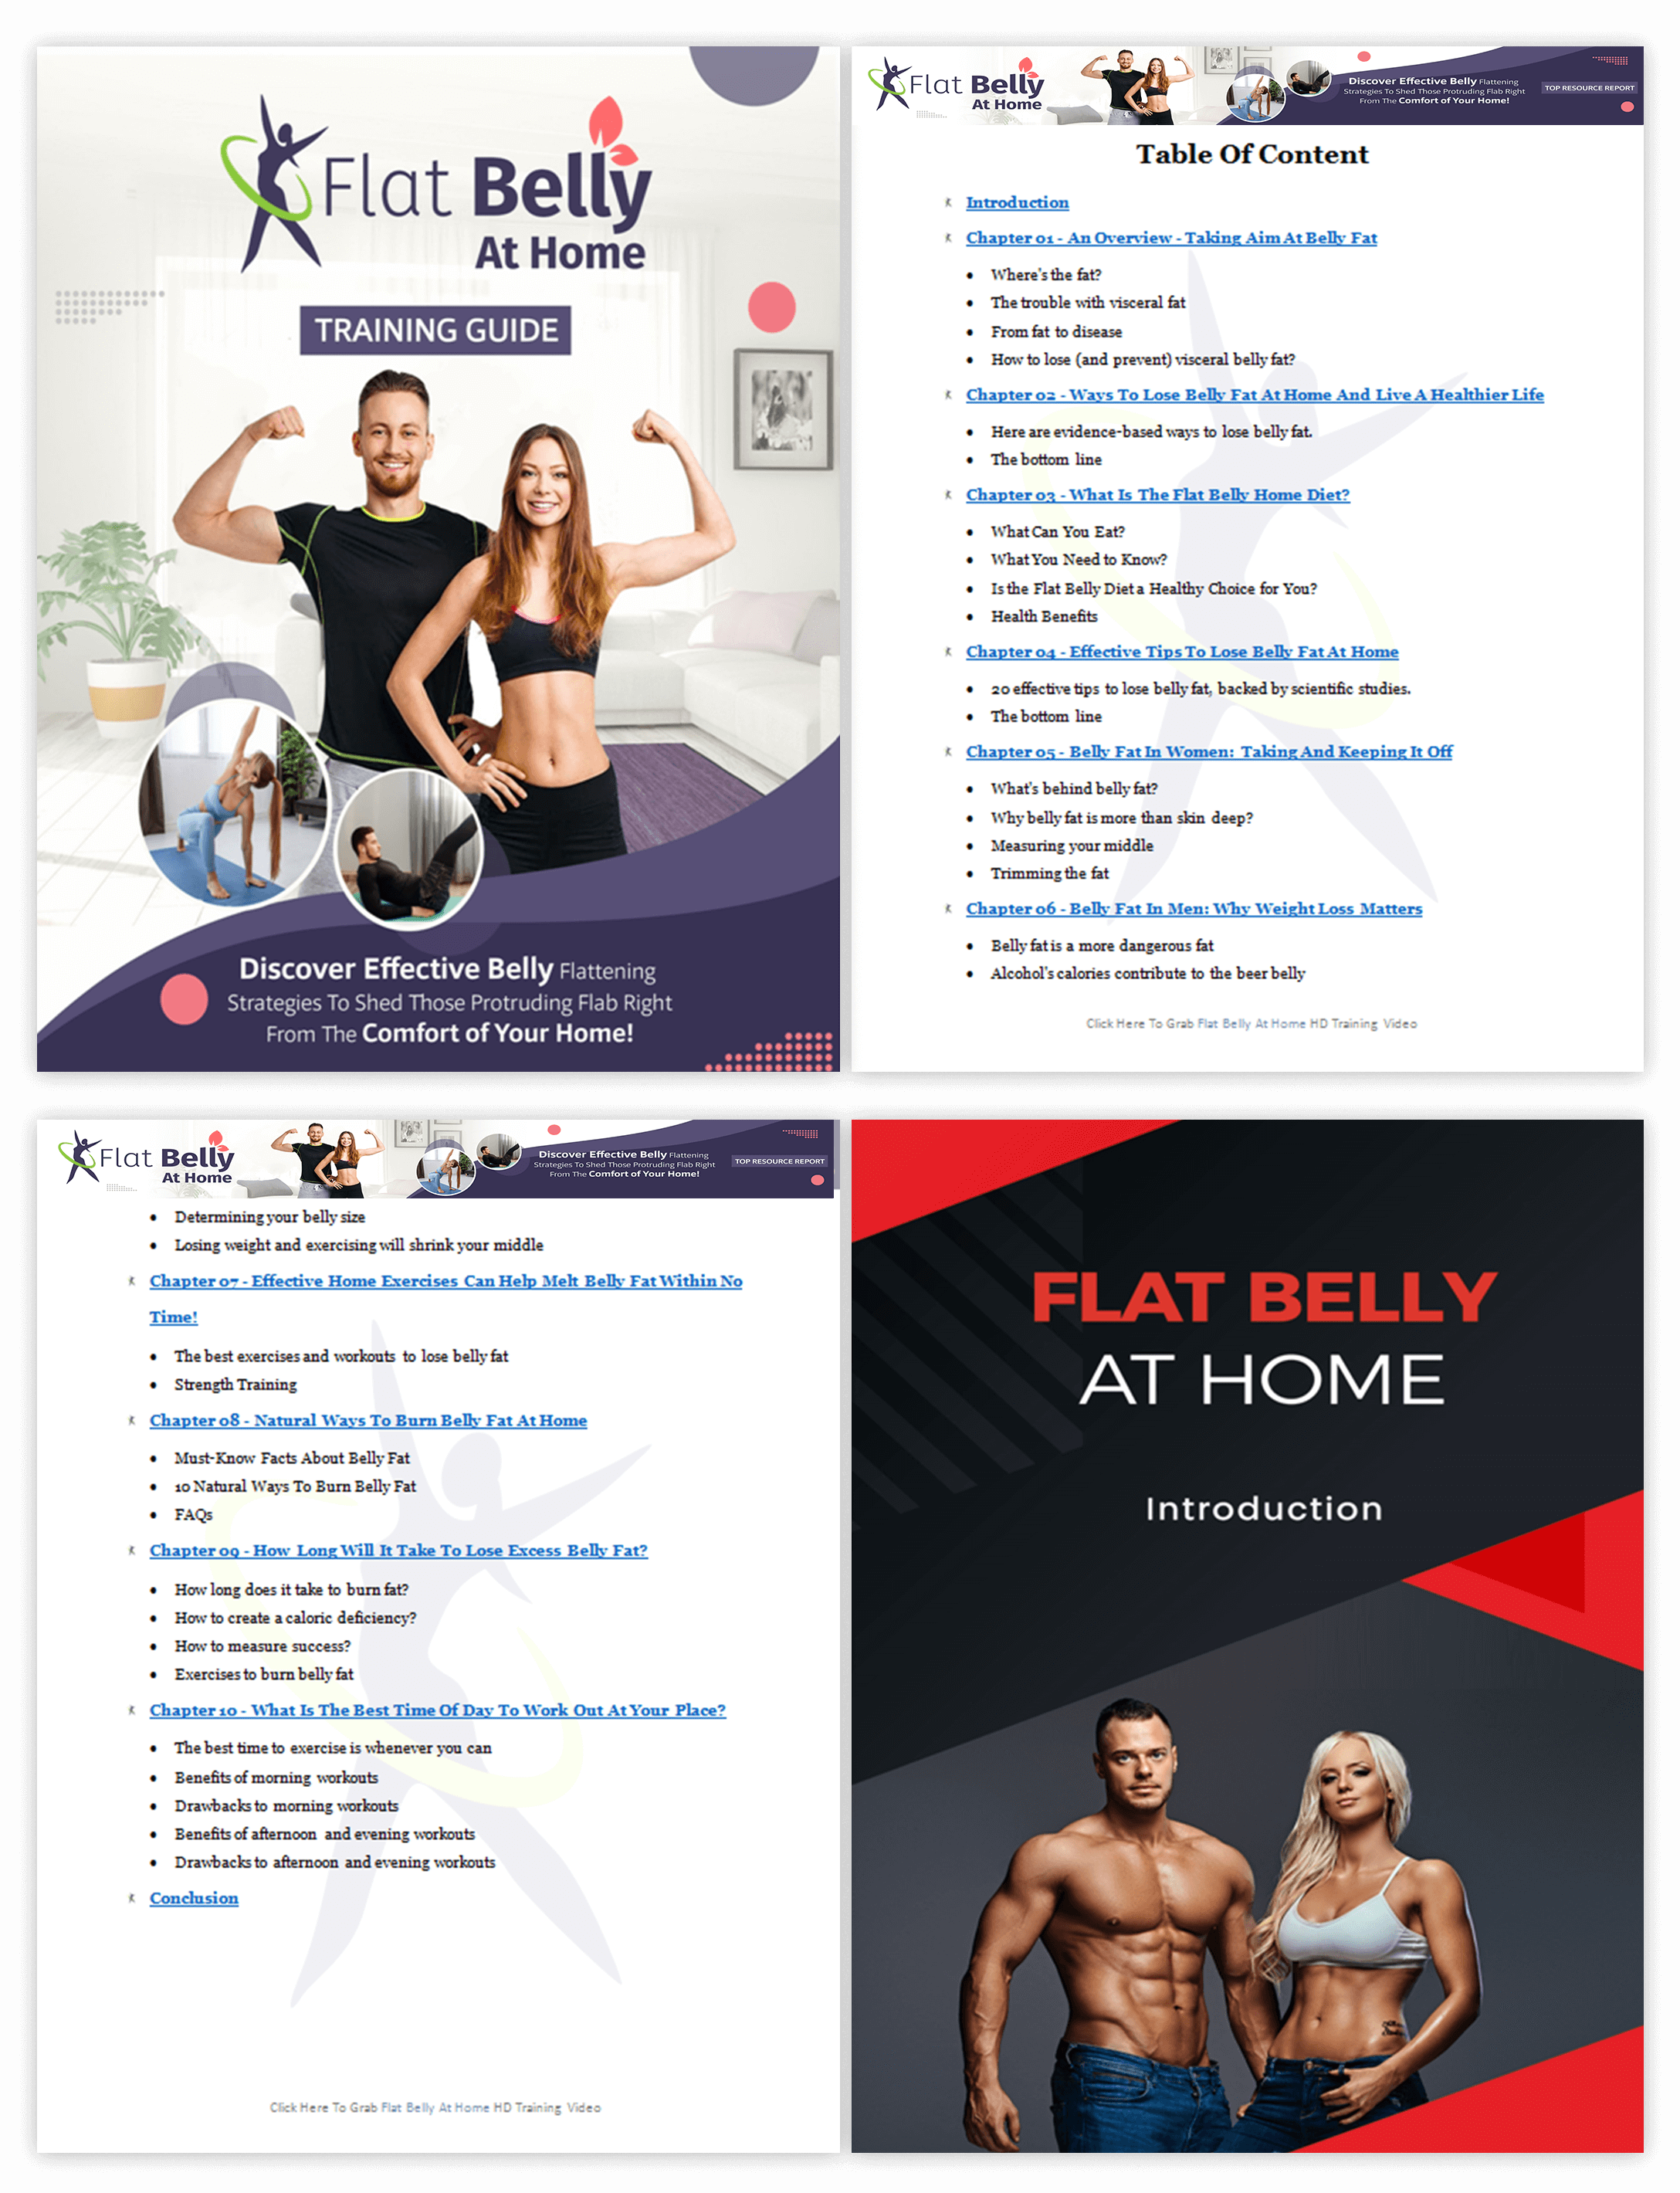 Flat Belly
At Home
TRAINING GUIDE
Discover Effective Belly Flattening
Strategies To Shed Those Protruding Flab Right
From The Comfort of Your Home!
Flat Belly
At Home
Discover Effective Belly Flattening
Strategies To Shed Those Protruding Flab Right
From The Comfort of Your Home!
TOP RESOURCE REPORT
Table Of Content
Introduction
Chapter 01 - An Overview - Taking Aim At Belly Fat
• Where's the fat?
• The trouble with visceral fat
• From fat to disease
• How to lose (and prevent) visceral belly fat?
Chapter 02 - Ways To Lose Belly Fat At Home And Live A Healthier Life
• Here are evidence-based ways to lose belly fat.
• The bottom line
Chapter 03 - What Is The Flat Belly Home Diet?
• What Can You Eat?
• What You Need to Know?
• Is the Flat Belly Diet a Healthy Choice for You?
• Health Benefits
Chapter 04 - Effective Tips To Lose Belly Fat At Home
• 20 effective tips to lose belly fat, backed by scientific studies.
• The bottom line
Chapter 05 - Belly Fat In Women: Taking And Keeping It Off
• What's behind belly fat?
• Why belly fat is more than skin deep?
• Measuring your middle
• Trimming the fat
Chapter 06 - Belly Fat In Men: Why Weight Loss Matters
• Belly fat is a more dangerous fat
• Alcohol's calories contribute to the beer belly
Click Here To Grab Flat Belly At Home HD Training Video
Flat Belly
At Home
Discover Effective Belly Flattening
Strategies To Shed Those Protruding Flab Right
From The Comfort of Your Home!
TOP RESOURCE REPORT
• Determining your belly size
• Losing weight and exercising will shrink your middle
Chapter 07 - Effective Home Exercises Can Help Melt Belly Fat Within No
Time!
• The best exercises and workouts to lose belly fat
• Strength Training
Chapter 08 - Natural Ways To Burn Belly Fat At Home
• Must-Know Facts About Belly Fat
• 10 Natural Ways To Burn Belly Fat
• FAQs
Chapter 09 - How Long Will It Take To Lose Excess Belly Fat?
• How long does it take to burn fat?
• How to create a caloric deficiency?
• How to measure success?
• Exercises to burn belly fat
Chapter 10 - What Is The Best Time Of Day To Work Out At Your Place?
• The best time to exercise is whenever you can
• Benefits of morning workouts
• Drawbacks to morning workouts
• Benefits of afternoon and evening workouts
• Drawbacks to afternoon and evening workouts
Conclusion
Click Here To Grab Flat Belly At Home HD Training Video
FLAT BELLY
AT HOME
Introduction